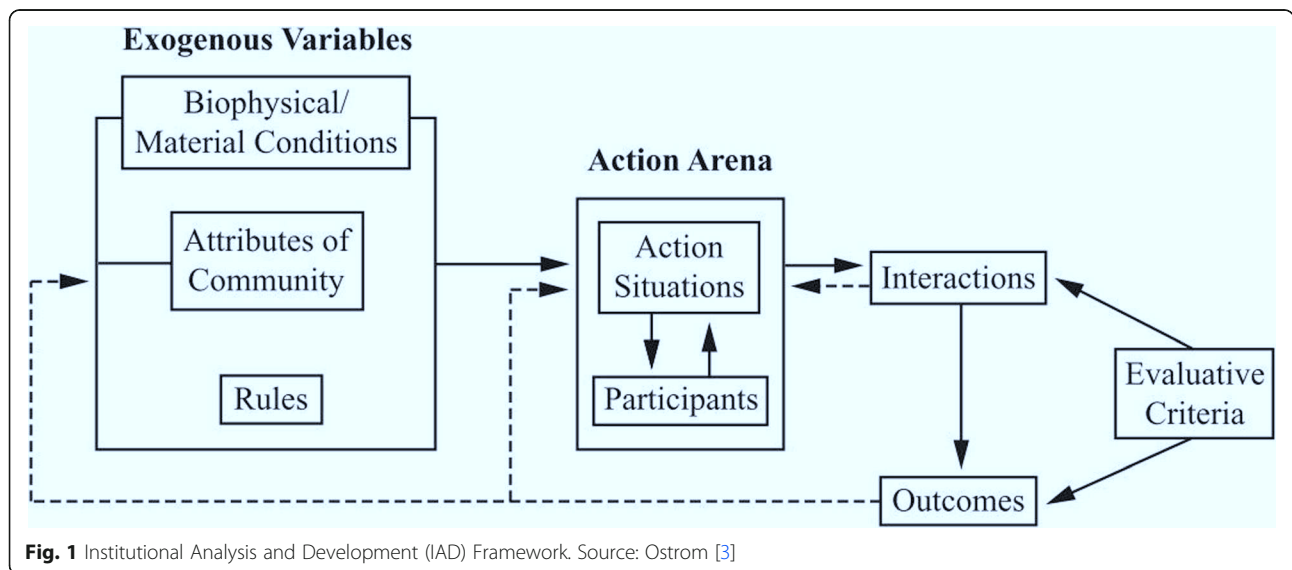 Exogenous Variables
Biophysical/
Material Conditions
Attributes of
Community
Rules
Action Arena
Action
Situations
Participants
Interactions
Outcomes
Evaluative
Criteria
Fig. 1 Institutional Analysis and Development (IAD) Framework. Source: Ostrom [3]